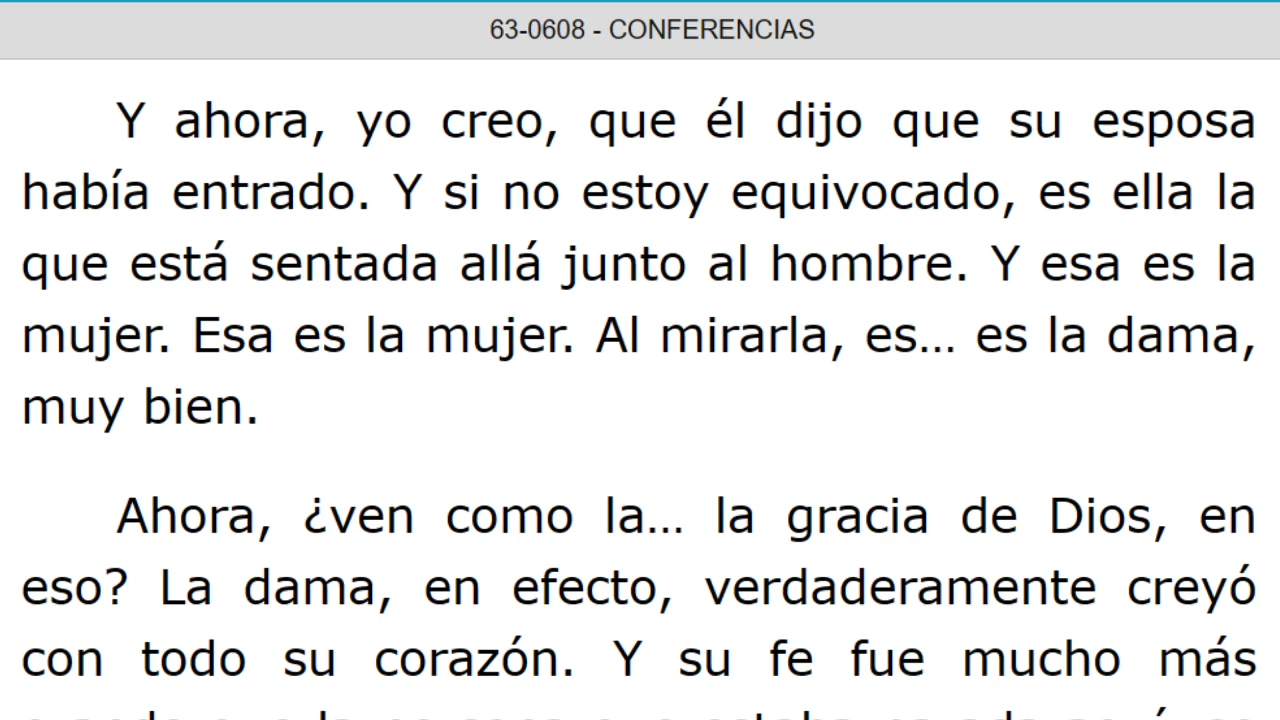 63-0608 - CONFERENCIAS
Y ahora, yo creo, que él dijo que su esposa
había entrado. Y si no estoy equivocado, es ella la
que está sentada allá junto al hombre. Y esa es la
mujer. Esa es la mujer. Al mirarla, es... es la dama,
muy bien.
Ahora, ¿ven como la... la gracia de Dios, en
eso? La dama, en efecto, verdaderamente creyó
con todo su corazón. Y su fe fue mucho más